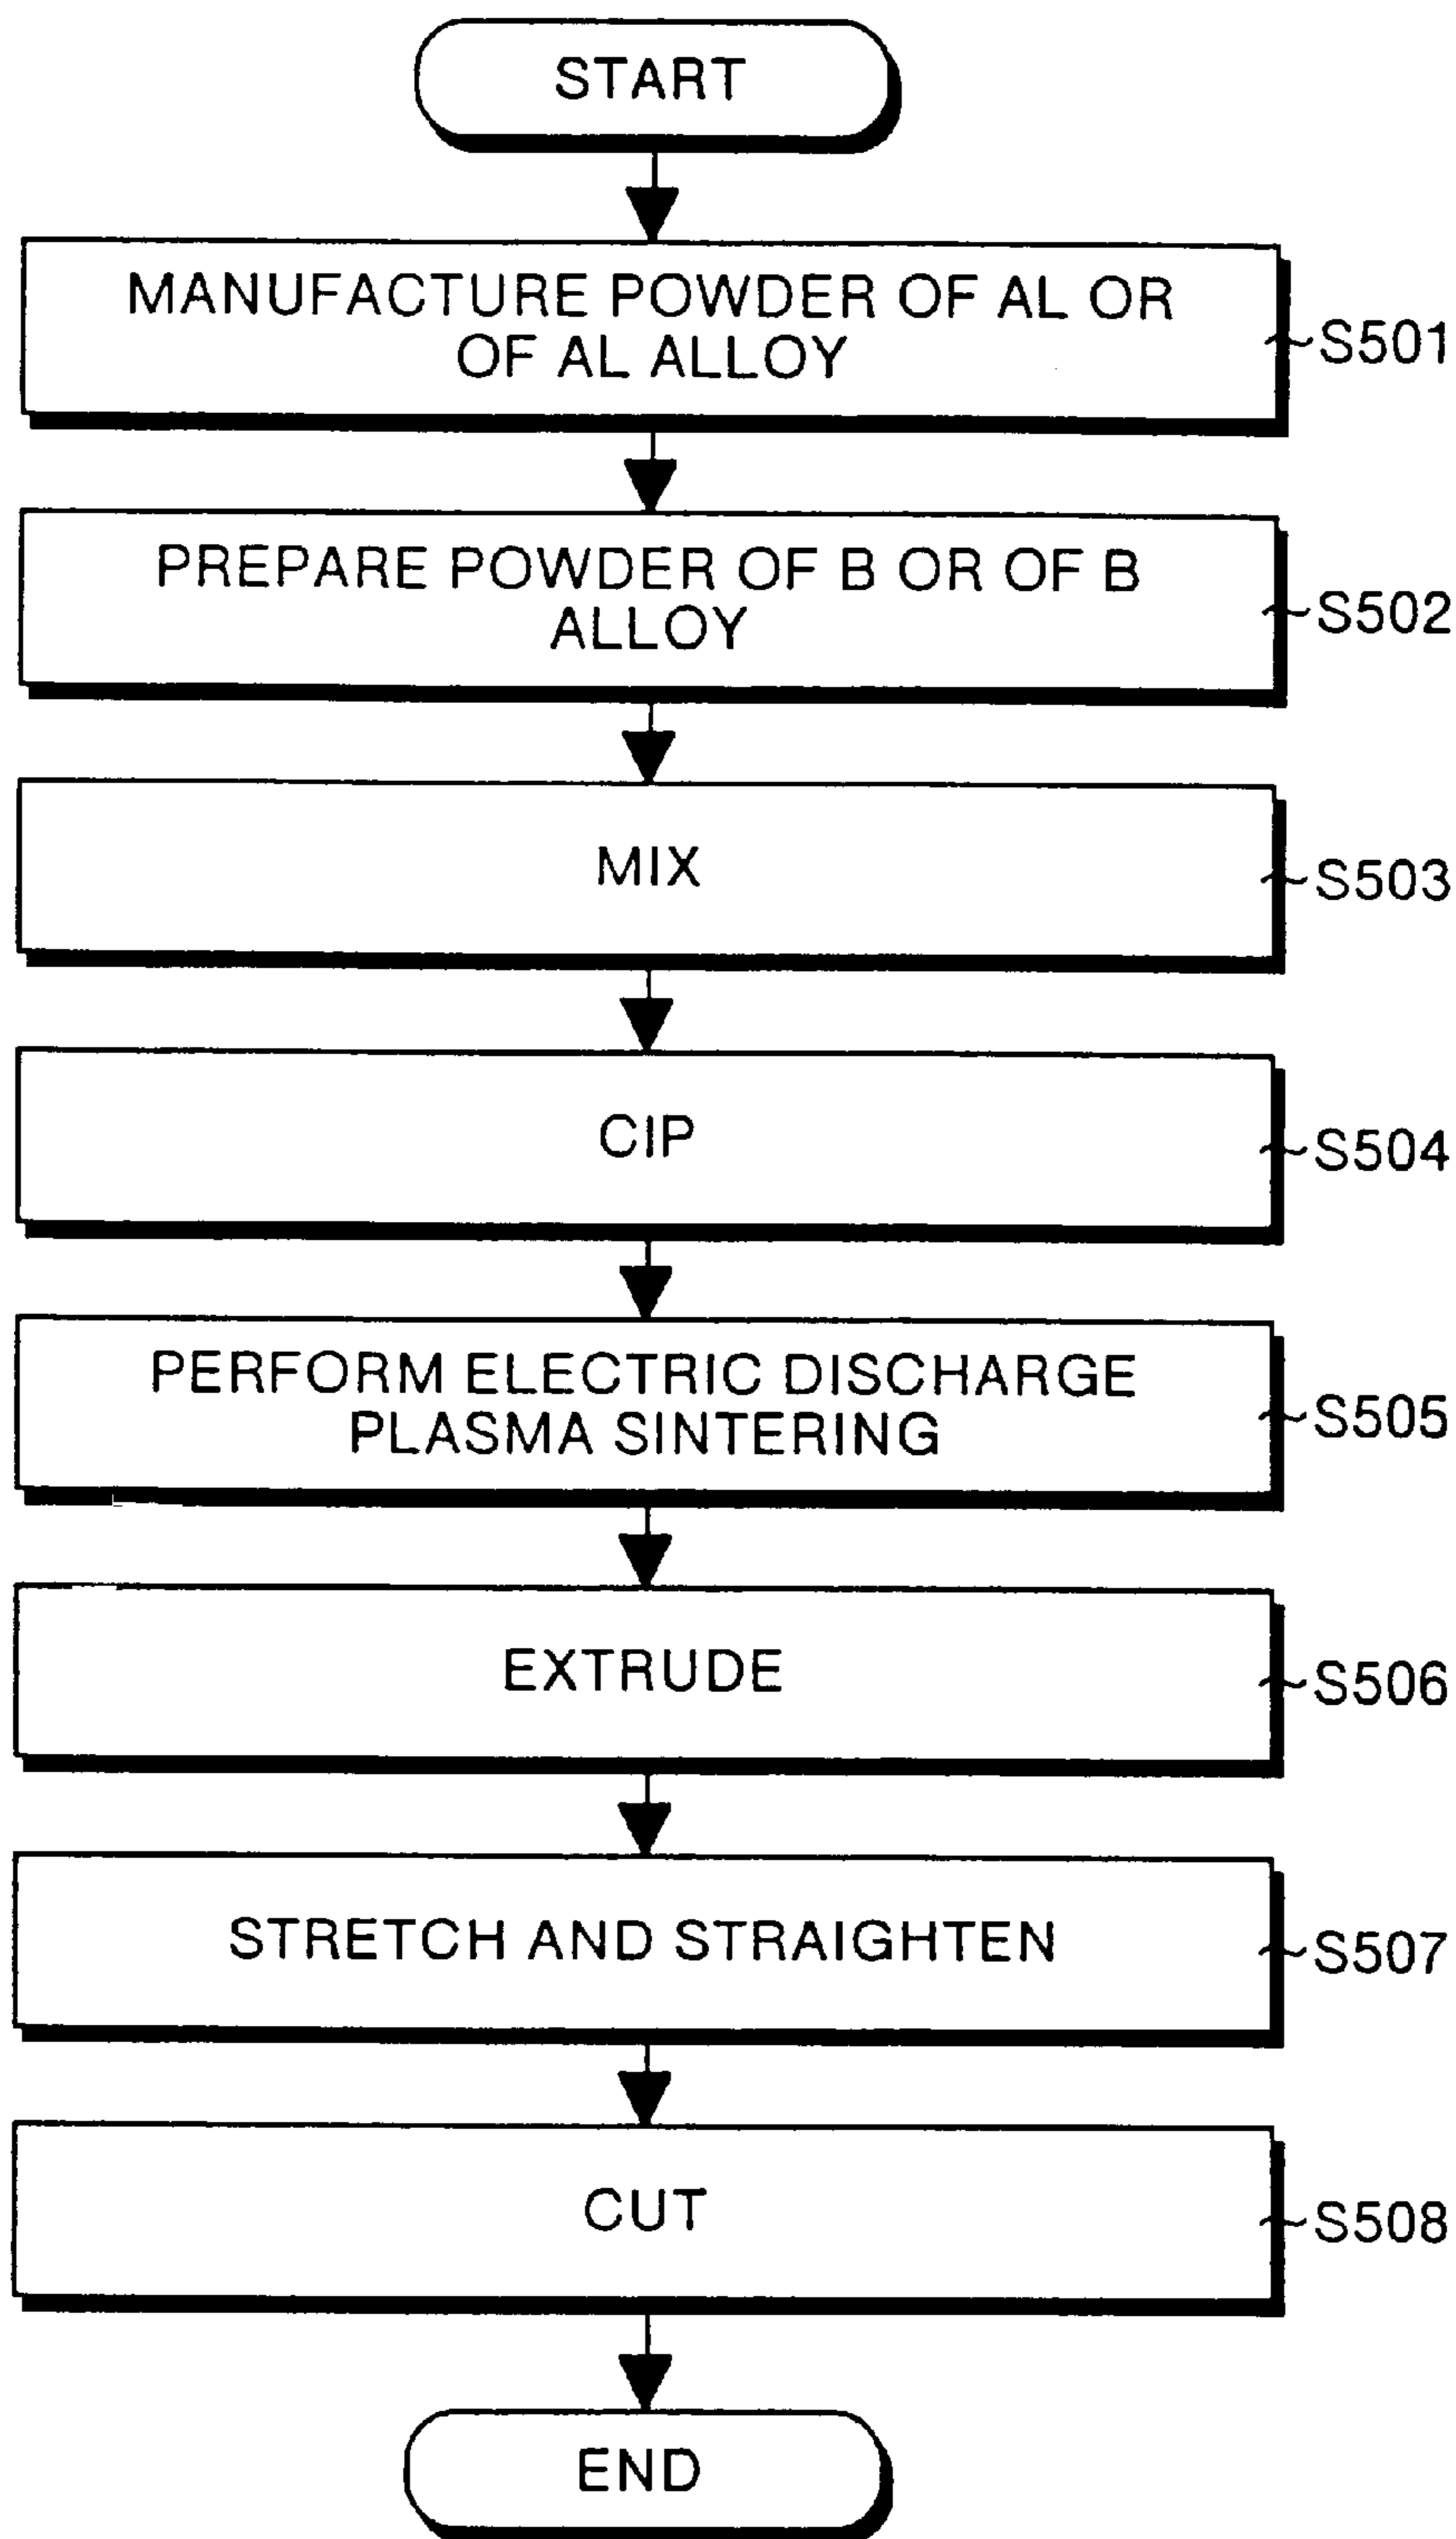 START
MANUFACTURE POWDER OF AL OR
OF AL ALLOY
S501
PREPARE POWDER OF B OR OF B
ALLOY
S502
MIX
S503
CIP
S504
PERFORM ELECTRIC DISCHARGE
PLASMA SINTERING
S505
EXTRUDE
S506
STRETCH AND STRAIGHTEN
S507
CUT
S508
END